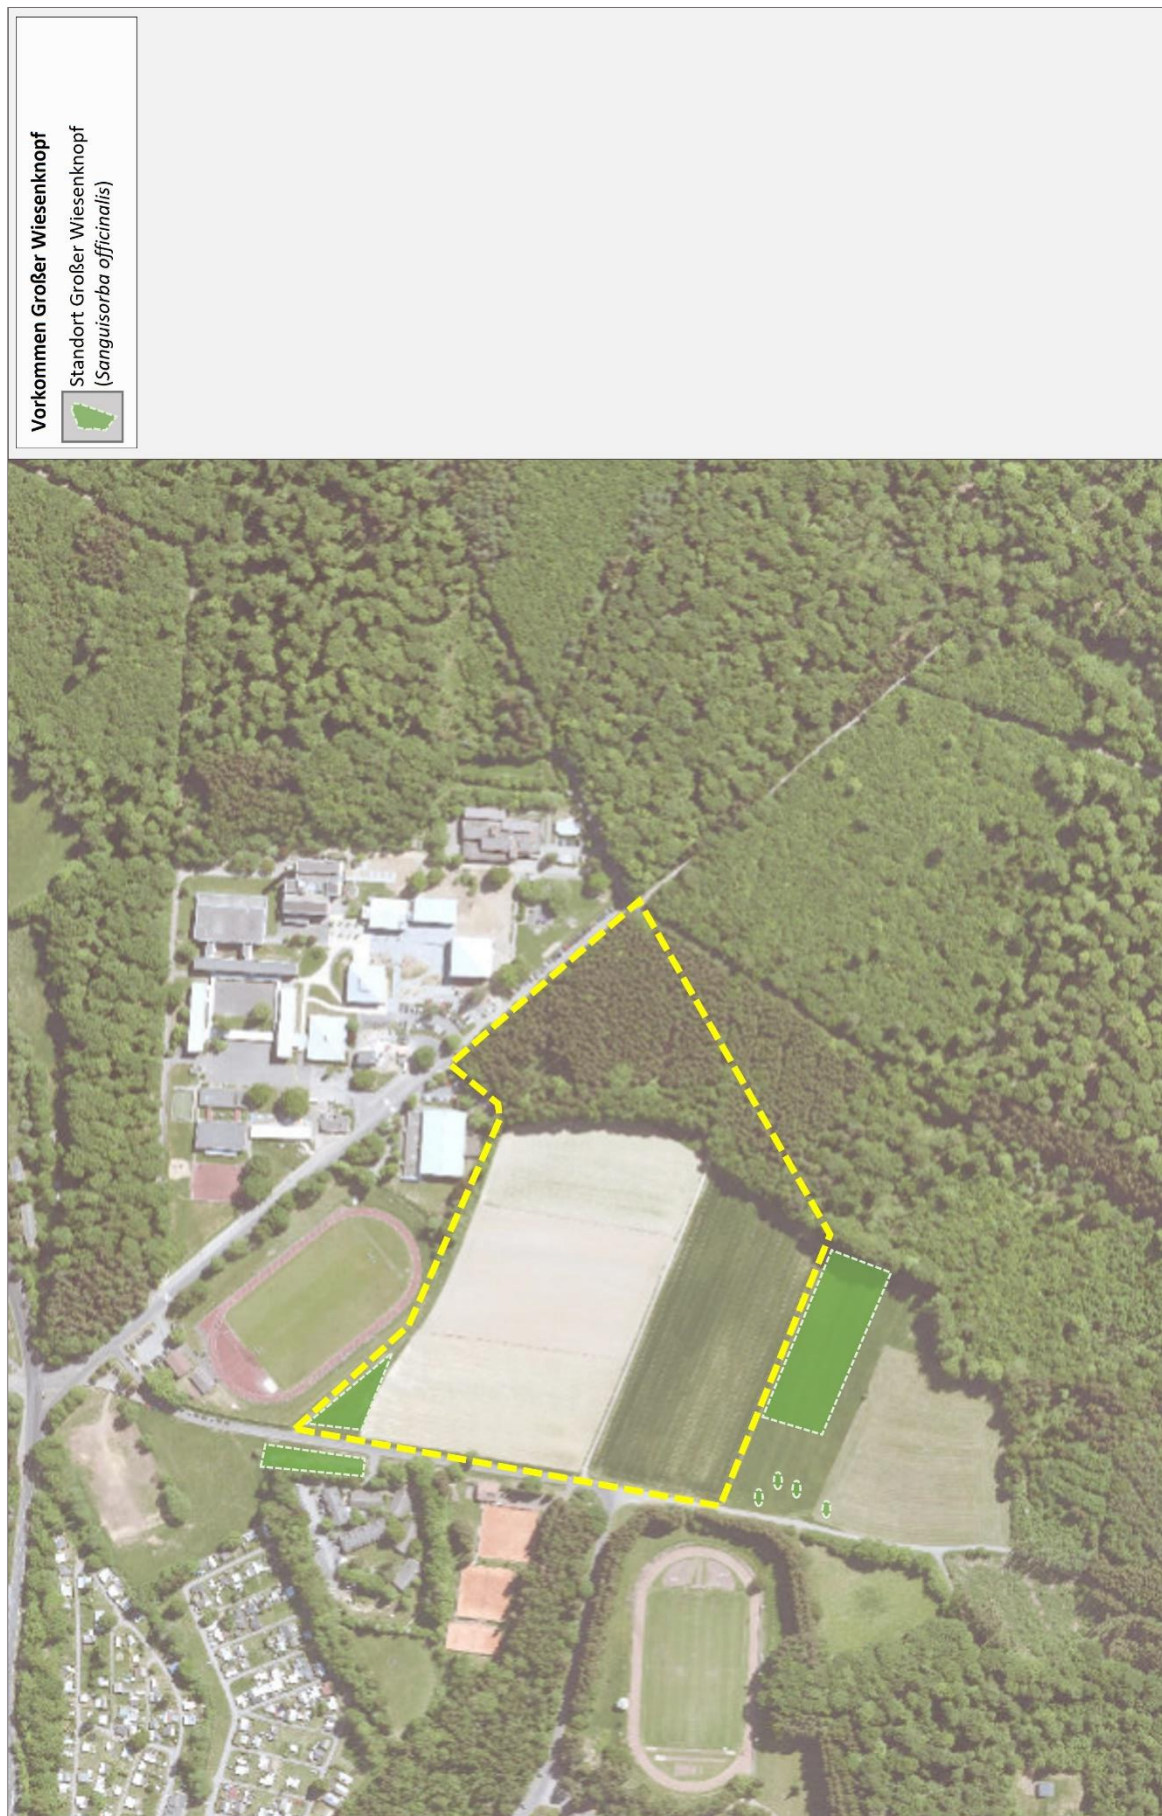 Vorkommen Großer Wiesenknopf
Standort Großer Wiesenknopf
(Sanguisorba officinalis)